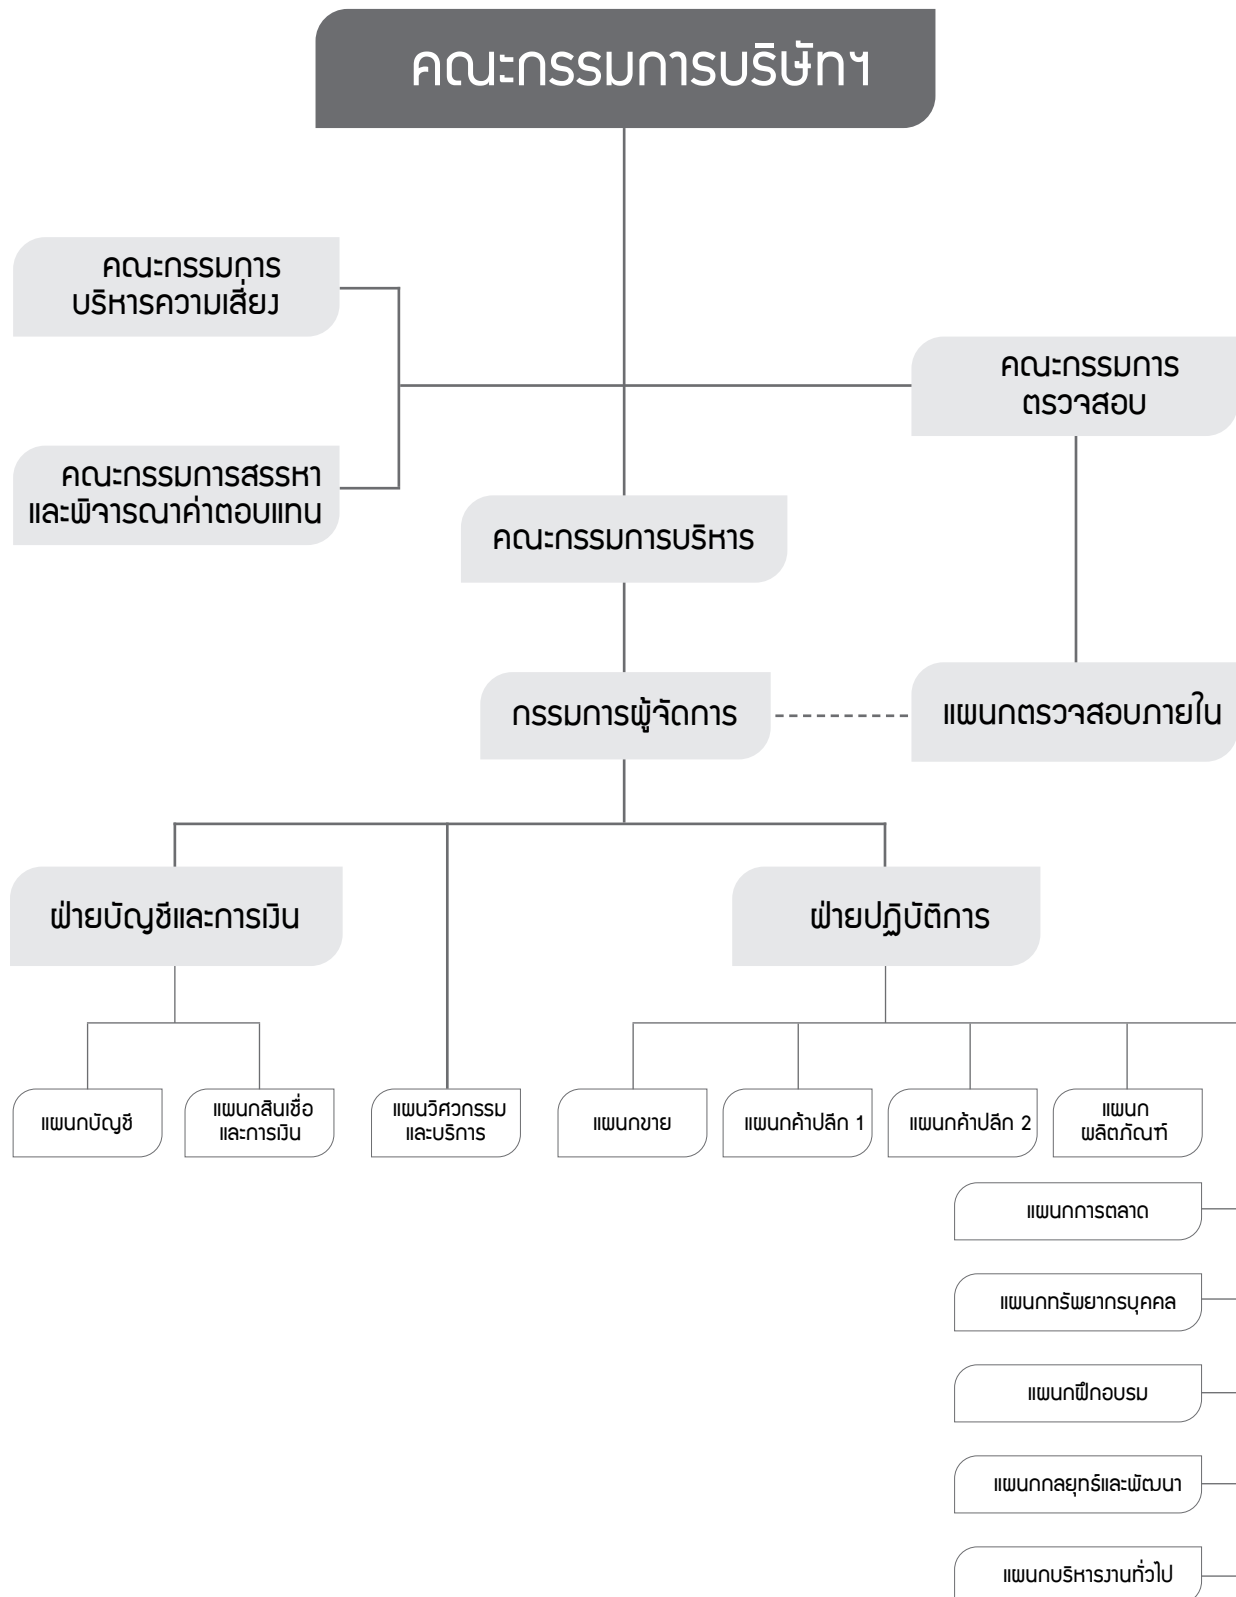 คณะกรรมการบริษัทฯ
คณะกรรมการ
บริหารความเสี่ยง
คณะกรรมการ
ตรวจสอบ
คณะกรรมการสรรหา
และพิจารณาค่าตอบแทน
คณะกรรมการบริหาร
กรรมการผู้จัดการ
แผนกตรวจสอบภายใน
ฝ่ายบัญชีและการเงิน
ฝ่ายปฏิบัติการ
แผนกบัญชี
แผนกสินเชื่อ
และการเงิน
แผนวิศวกรรม
และบริการ
แผนกขาย
แผนกค้าปลีก 1
แผนกค้าปลีก 2
แผนก
ผลิตภัณฑ์
แผนกการตลาด
แผนกทรัพยากรบุคคล
แผนกฝึกอบรม
แผนกกลยุทธ์และพัฒนา
แผนกบริหารงานทั่วไป